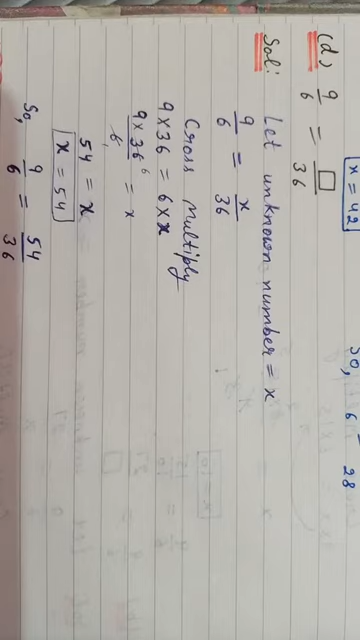 x = 42
So, 6 = 28
(d) 9/6 = □/36
Sol: Let unknown number = x
9/6 = x/36
Cross multiply
9 x 36 = 6 x x
9 x 36 6 / 6, = x
54 = x
x = 54
So, 9/6 = 54/36